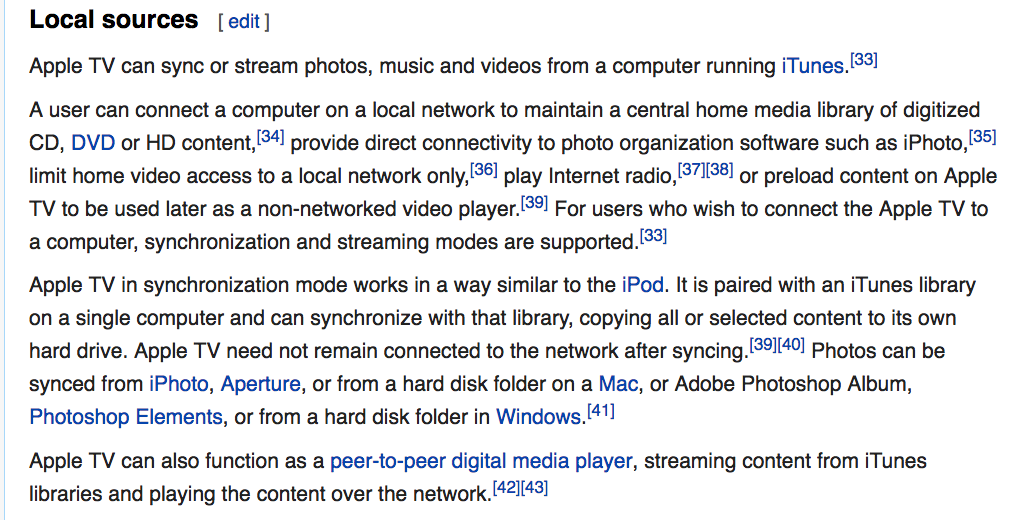 Local sources [ edit ]
Apple TV can sync or stream photos, music and videos from a computer running iTunes.[33]
A user can connect a computer on a local network to maintain a central home media library of digitized
CD, DVD or HD content,[34] provide direct connectivity to photo organization software such as iPhoto,[35]
limit home video access to a local network only,[36] play Internet radio,[37][38] or preload content on Apple
TV to be used later as a non-networked video player.[39] For users who wish to connect the Apple TV to
a computer, synchronization and streaming modes are supported.[33]
Apple TV in synchronization mode works in a way similar to the iPod. It is paired with an iTunes library
on a single computer and can synchronize with that library, copying all or selected content to its own
hard drive. Apple TV need not remain connected to the network after syncing.[39][40] Photos can be
synced from iPhoto, Aperture, or from a hard disk folder on a Mac, or Adobe Photoshop Album,
Photoshop Elements, or from a hard disk folder in Windows.[41]
Apple TV can also function as a peer-to-peer digital media player, streaming content from iTunes
libraries and playing the content over the network.[42][43]